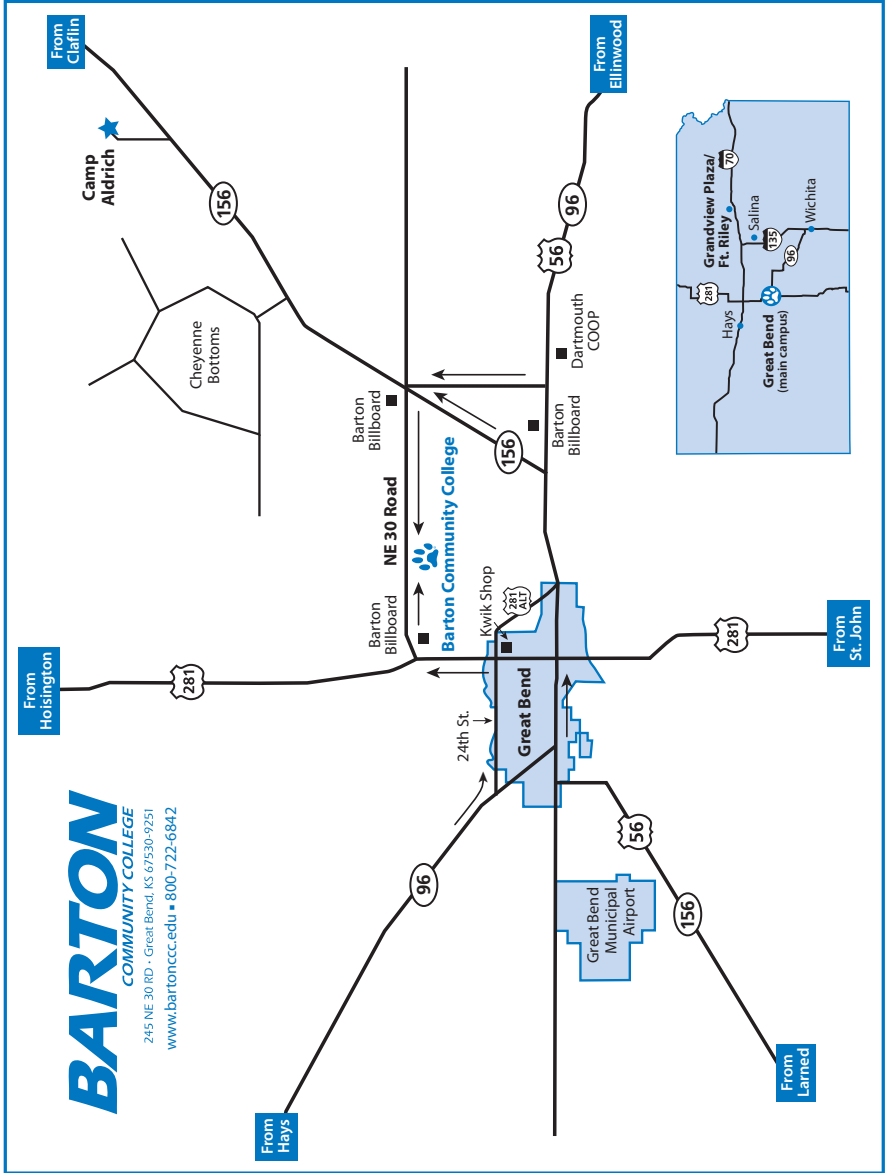 BARTON
COMMUNITY COLLEGE
245 NE 30 RD • Great Bend, KS 67530-9251
www.bartonccc.edu ■ 800-722-6842
From
Hoisington
From
Claflin
Camp
Aldrich
156
281
Cheyenne
Bottoms
From
Hays
96
Barton
Billboard
NE 30 Road
Barton
Billboard
Barton Community College
24th St.
Kwik Shop
281
ALT
156
Great Bend
Barton
Billboard
Dartmouth
COOP
56
96
From
Ellinwood
Great Bend
Municipal
Airport
56
156
281
From
Larned
From
St. John
Grandview Plaza/
Ft. Riley
70
281
Hays
Salina
135
96
Wichita
Great Bend
(main campus)